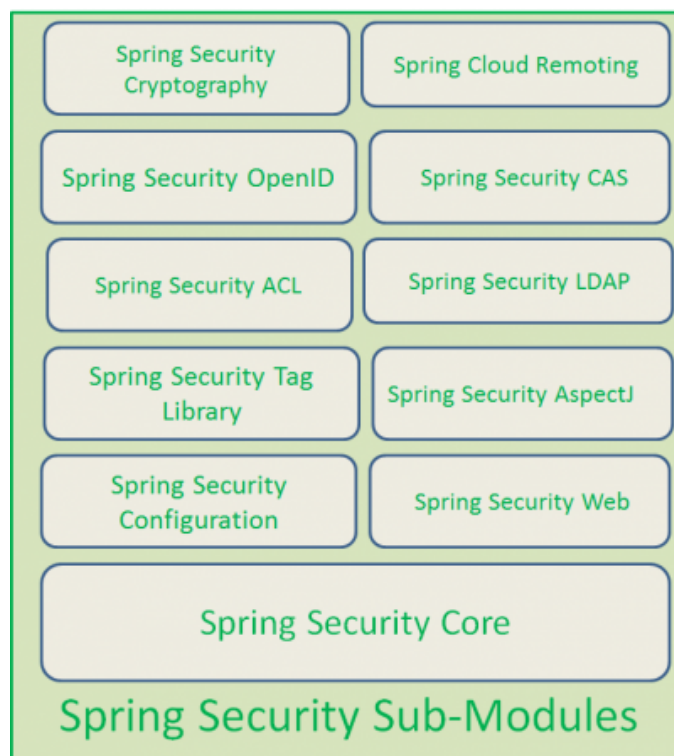 Spring Security
Cryptography
Spring Cloud Remoting
Spring Security OpenID
Spring Security CAS
Spring Security ACL
Spring Security LDAP
Spring Security Tag
Library
Spring Security AspectJ
Spring Security
Configuration
Spring Security Web
Spring Security Core
Spring Security Sub-Modules